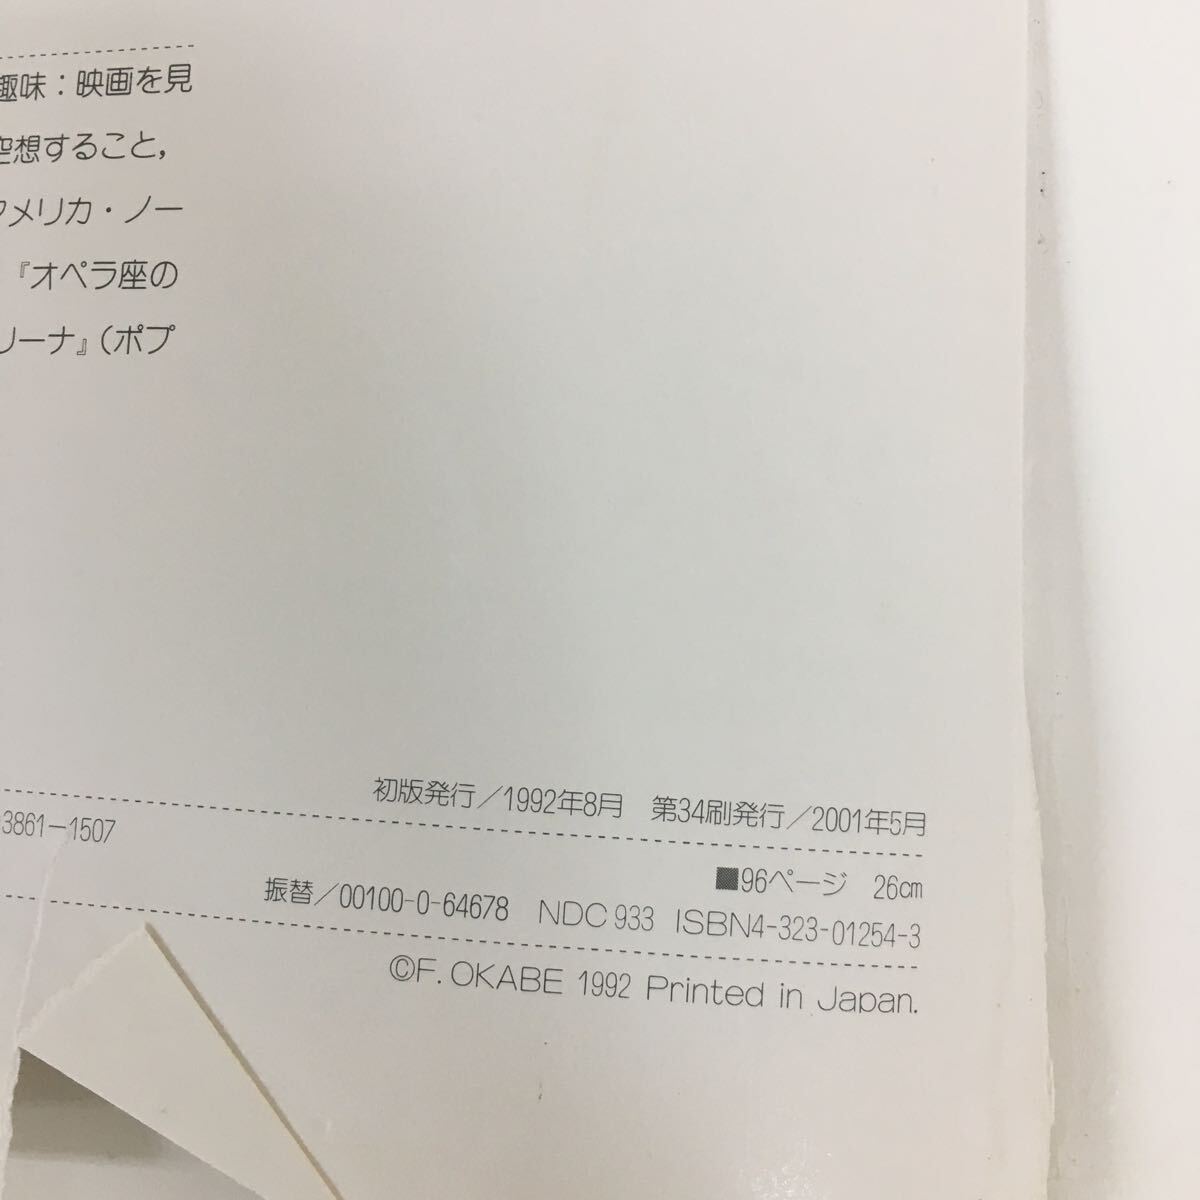 趣味：映画を見
空想すること，
アメリカ・ノー
『オペラ座の
リーナ』（ポプ
初版発行／1992年8月　第34刷発行／2001年5月
3861－1507
■96ページ　26cm
振替／00100-0-64678　NDC 933　ISBN4-323-01254-3
©F. OKABE 1992 Printed in Japan.